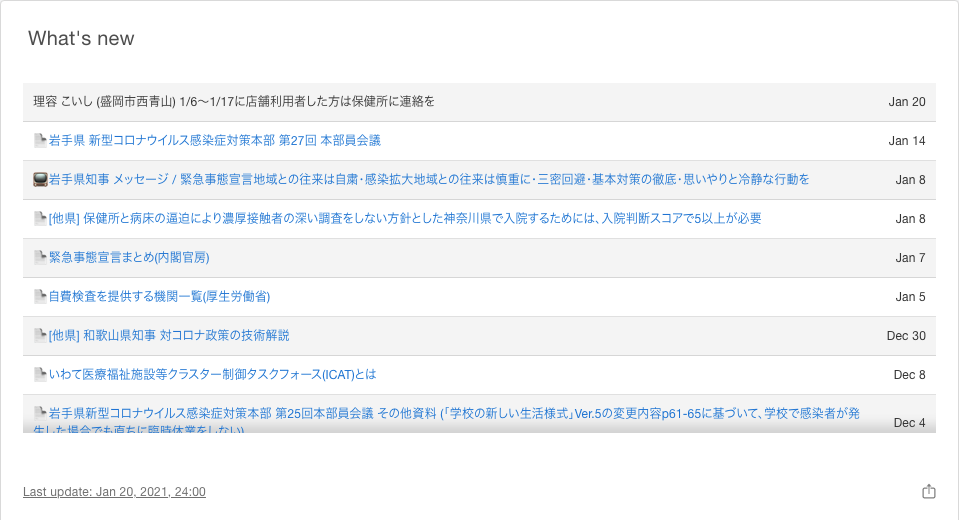 What's new
理容 こいし (盛岡市西青山) 1/6〜1/17に店舗利用者した方は保健所に連絡を Jan 20
岩手県 新型コロナウイルス感染症対策本部 第27回 本部員会議 Jan 14
岩手県知事 メッセージ / 緊急事態宣言地域との往来は自粛・感染拡大地域との往来は慎重に・三密回避・基本対策の徹底・思いやりと冷静な行動を Jan 8
[他県] 保健所と病床の逼迫により濃厚接触者の深い調査をしない方針とした神奈川県で入院するためには、入院判断スコアで5以上が必要 Jan 8
緊急事態宣言まとめ(内閣官房) Jan 7
自費検査を提供する機関一覧(厚生労働省) Jan 5
[他県] 和歌山県知事 対コロナ政策の技術解説 Dec 30
いわて医療福祉施設等クラスター制御タスクフォース(ICAT)とは Dec 8
岩手県新型コロナウイルス感染症対策本部 第25回本部員会議 その他資料 (「学校の新しい生活様式」Ver.5の変更内容p61-65に基づいて、学校で感染者が発 Dec 4
生した場合でも直ちに臨時休業をしない)
Last update: Jan 20, 2021, 24:00